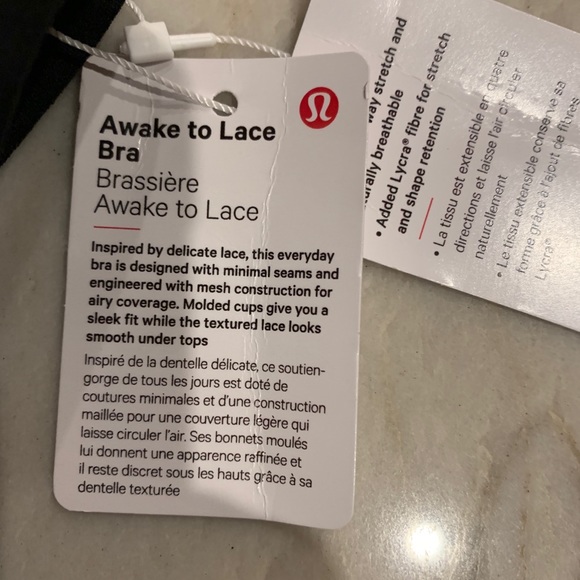 Awake to Lace
Bra
Brassière
Awake to Lace
Inspired by delicate lace, this everyday
bra is designed with minimal seams and
engineered with mesh construction for
airy coverage. Molded cups give you a
sleek fit while the textured lace looks
smooth under tops
Inspiré de la dentelle délicate, ce soutien-
gorge de tous les jours est doté de
coutures minimales et d'une construction
maillée pour une couverture légère qui
laisse circuler l'air. Ses bonnets moulés
lui donnent une apparence raffinée et
il reste discret sous les hauts grâce à sa
dentelle texturée
stretch and
breathable
• Added Lycra® fibre for stretch
and shape retention
• La tissu est extensible en quatre
directions et laisse l'air circuler
naturellement
• Le tissu extensible conserve sa
forme grâce à l'ajout de fibres
Lycra®